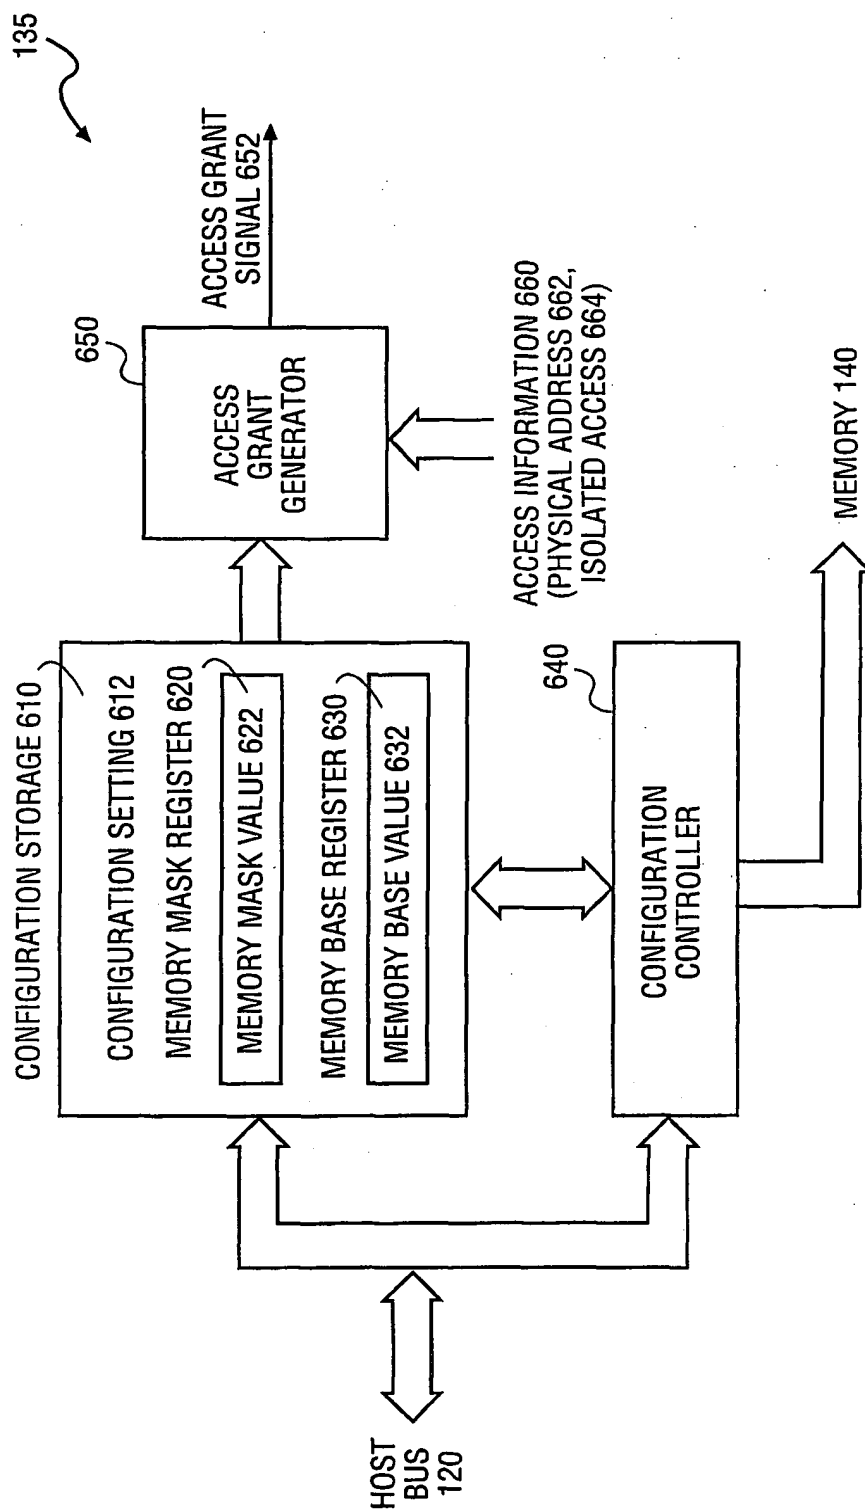 135
CONFIGURATION STORAGE 610
CONFIGURATION SETTING 612
MEMORY MASK REGISTER 620
MEMORY MASK VALUE 622
MEMORY BASE REGISTER 630
MEMORY BASE VALUE 632
650
ACCESS
GRANT
GENERATOR
ACCESS GRANT
SIGNAL 652
ACCESS INFORMATION 660
(PHYSICAL ADDRESS 662,
ISOLATED ACCESS 664)
HOST
BUS
120
640
CONFIGURATION
CONTROLLER
MEMORY 140